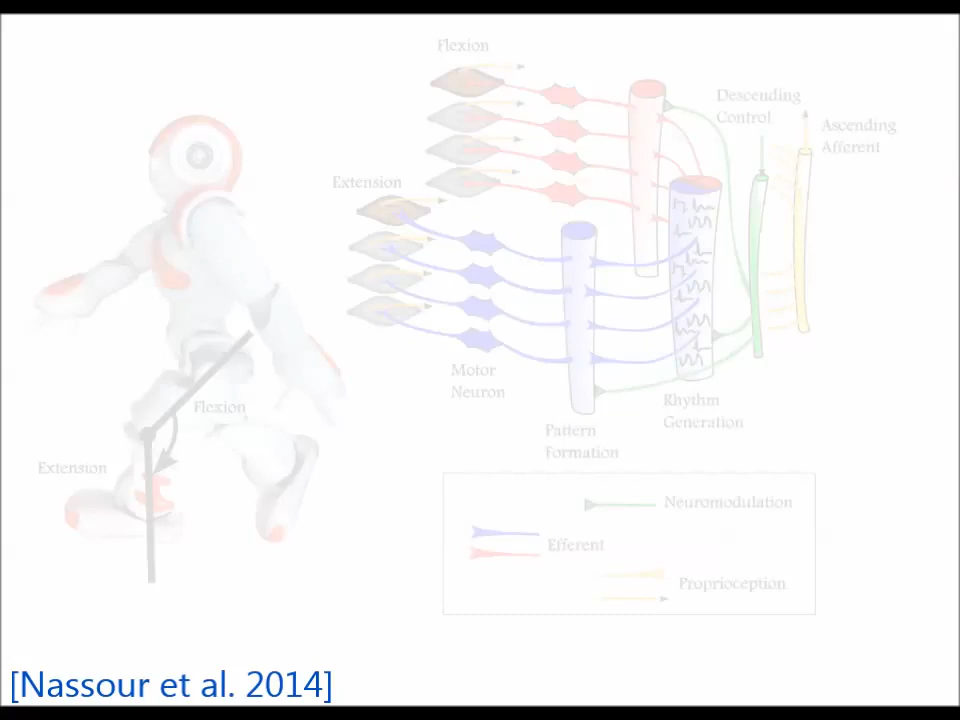 Flexion
Descending
Control
Ascending
Afferent
Extension
Motor
Neuron
Flexion
Rhythm
Generation
Pattern
Formation
Extension
Neuromodulation
Efferent
Proprioception
[Nassour et al. 2014]